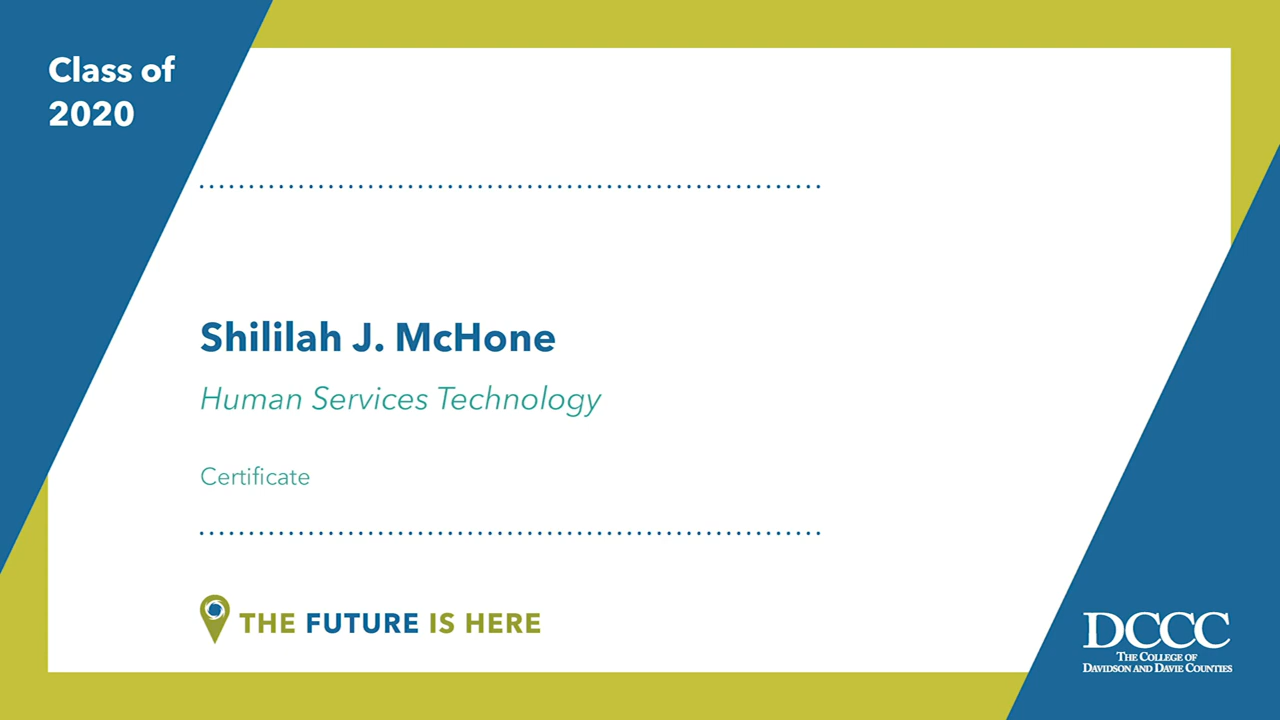 Class of
2020
Shililah J. McHone
Human Services Technology
Certificate
THE FUTURE IS HERE
DCCC
THE COLLEGE OF
DAVIDSON AND DAVIE COUNTIES